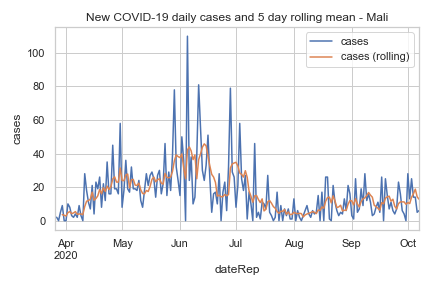 New COVID-19 daily cases and 5 day rolling mean - Mali
cases
cases (rolling)
cases
100
80
60
40
20
0
Apr
2020
May
Jun
Jul
Aug
Sep
Oct
dateRep